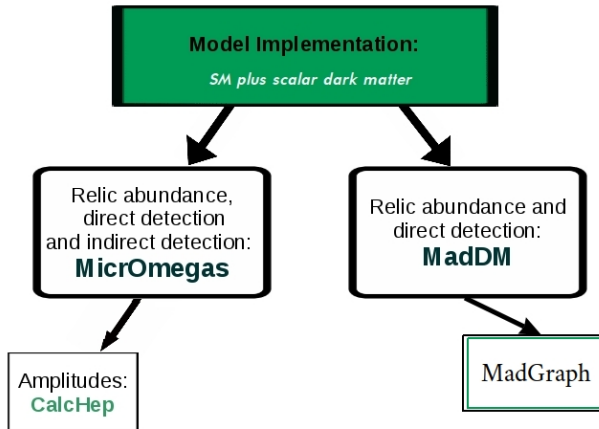 Model Implementation:
SM plus scalar dark matter
Relic abundance,
direct detection
and indirect detection:
MicrOmegas
Relic abundance and
direct detection:
MadDM
Amplitudes:
CalcHep
MadGraph